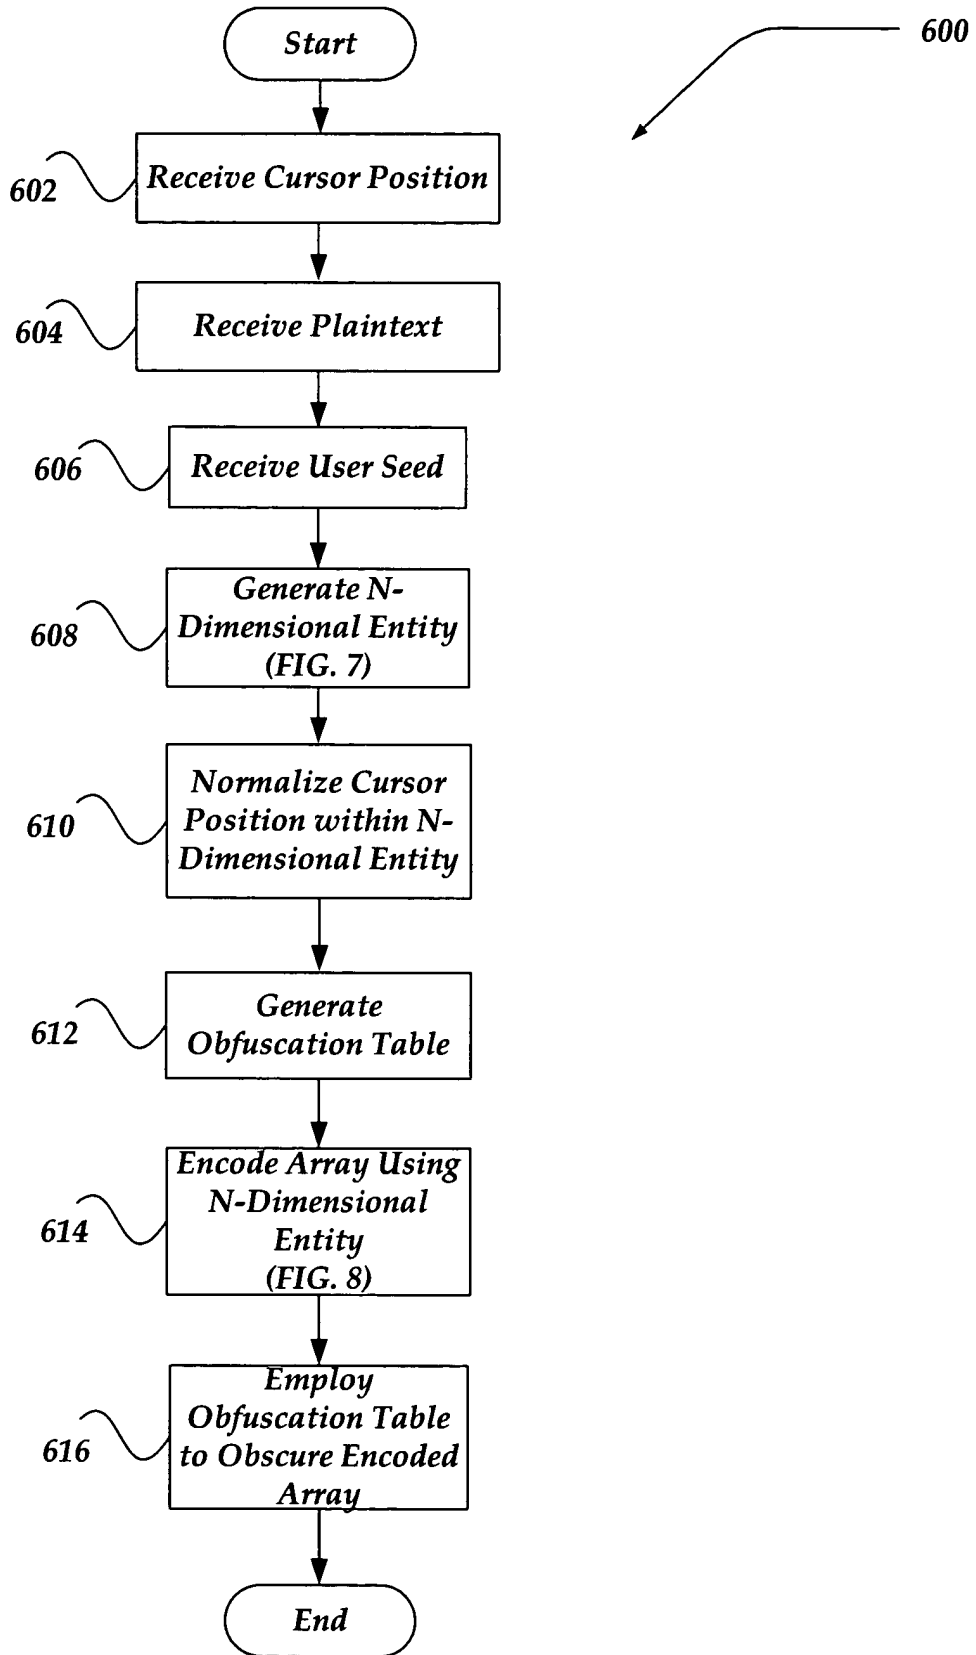 Start
600
Receive Cursor Position
602
Receive Plaintext
604
Receive User Seed
606
Generate N-
Dimensional Entity
(FIG. 7)
608
Normalize Cursor
Position within N-
Dimensional Entity
610
Generate
Obfuscation Table
612
Encode Array Using
N-Dimensional
Entity
(FIG. 8)
614
Employ
Obfuscation Table
to Obscure Encoded
Array
616
End